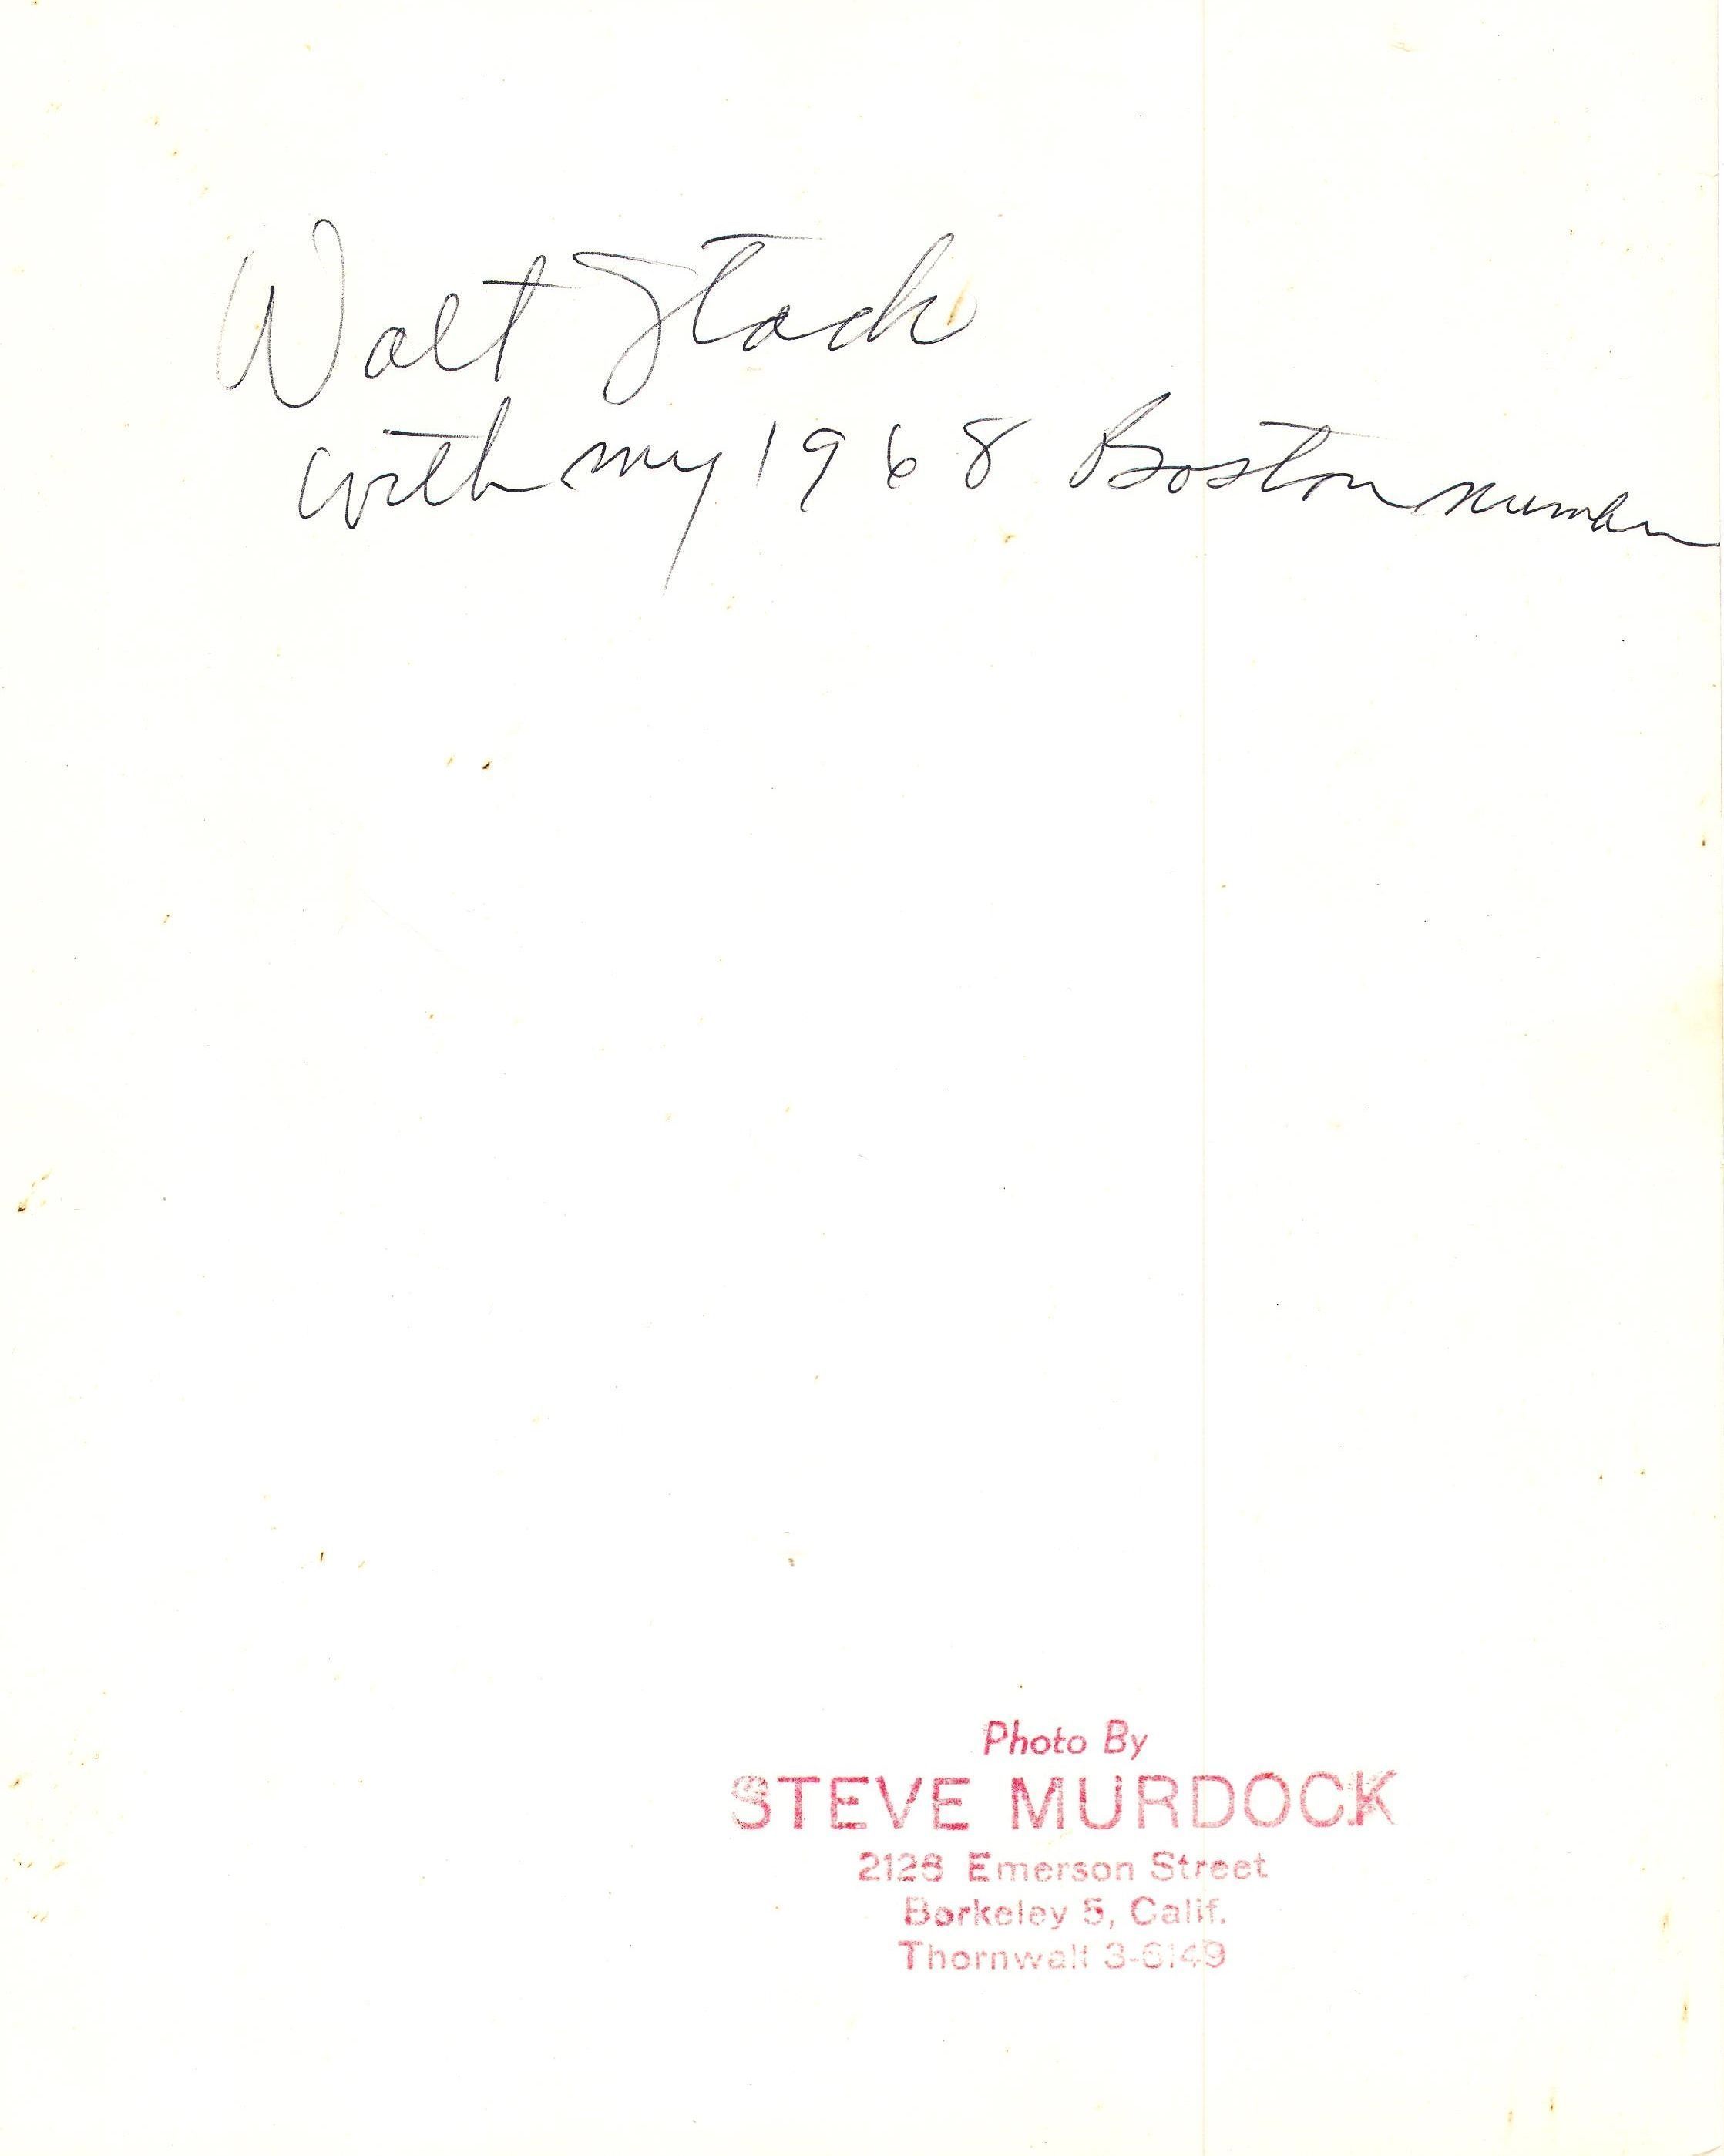 Walt Stack
with my 1968 Boston number
Photo By
STEVE MURDOCK
2128 Emerson Street
Berkeley 5, Calif.
Thornwall 3-6149